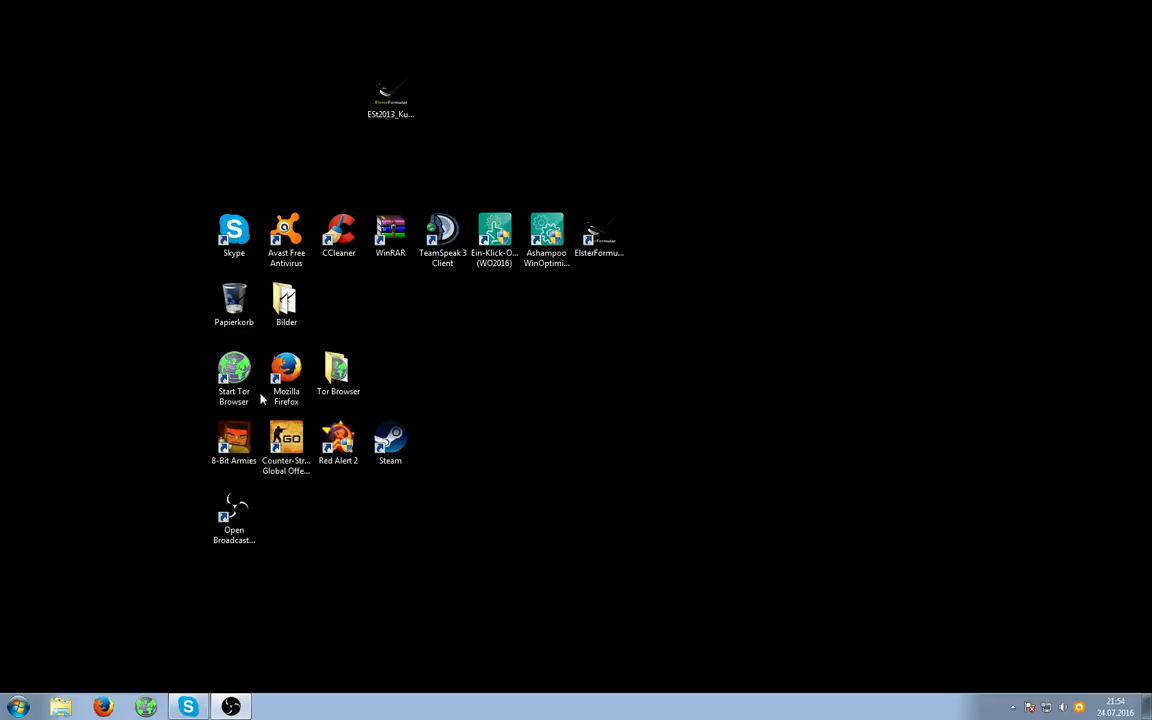 ElsterFormular
ESt2013_Ku...
Skype
Avast Free
Antivirus
CCleaner
WinRAR
TeamSpeak 3
Client
Ein-Klick-O...
(WO2016)
Ashampoo
WinOptimi...
ElsterFormu...
Papierkorb
Bilder
Start Tor
Browser
Mozilla
Firefox
Tor Browser
GO
8-Bit Armies
Counter-Str...
Global Offe...
Red Alert 2
Steam
Open
Broadcast...
21:54
24.07.2016